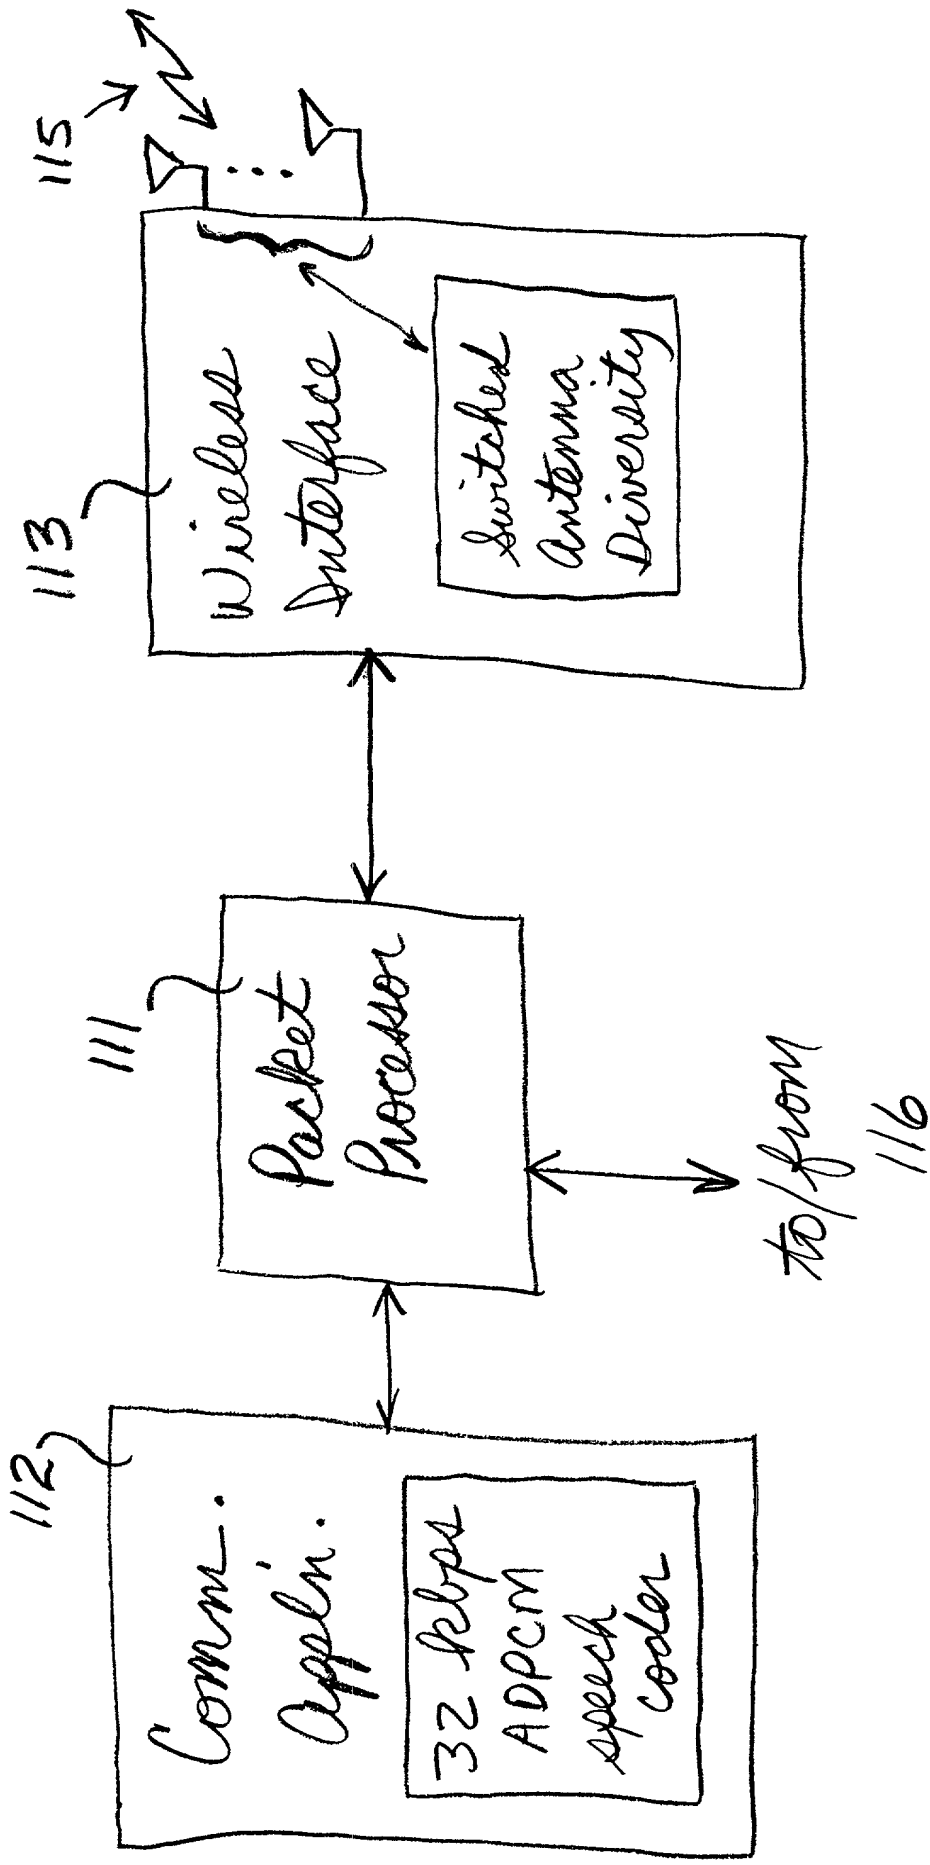 112
Comm.
Appl'n.
32 kbps
ADPCM
speech
coder
111
Packet
Processor
to/from
116
113
Wireless
Interface
Switched
Antenna
Diversity
115